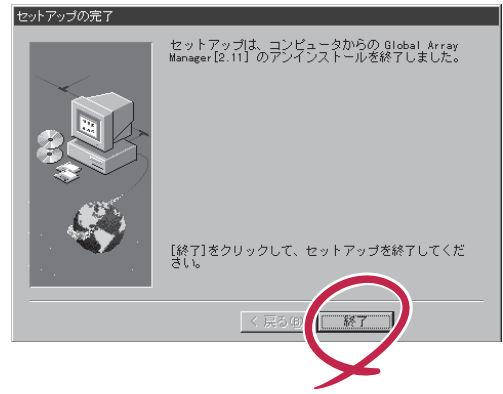 セットアップの完了
セットアップは、コンピュータからの Global Array
Manager[2.11] のアンインストールを終了しました。
[終了]をクリックして、セットアップを終了してくだ
さい。
< 戻る(B)
終了